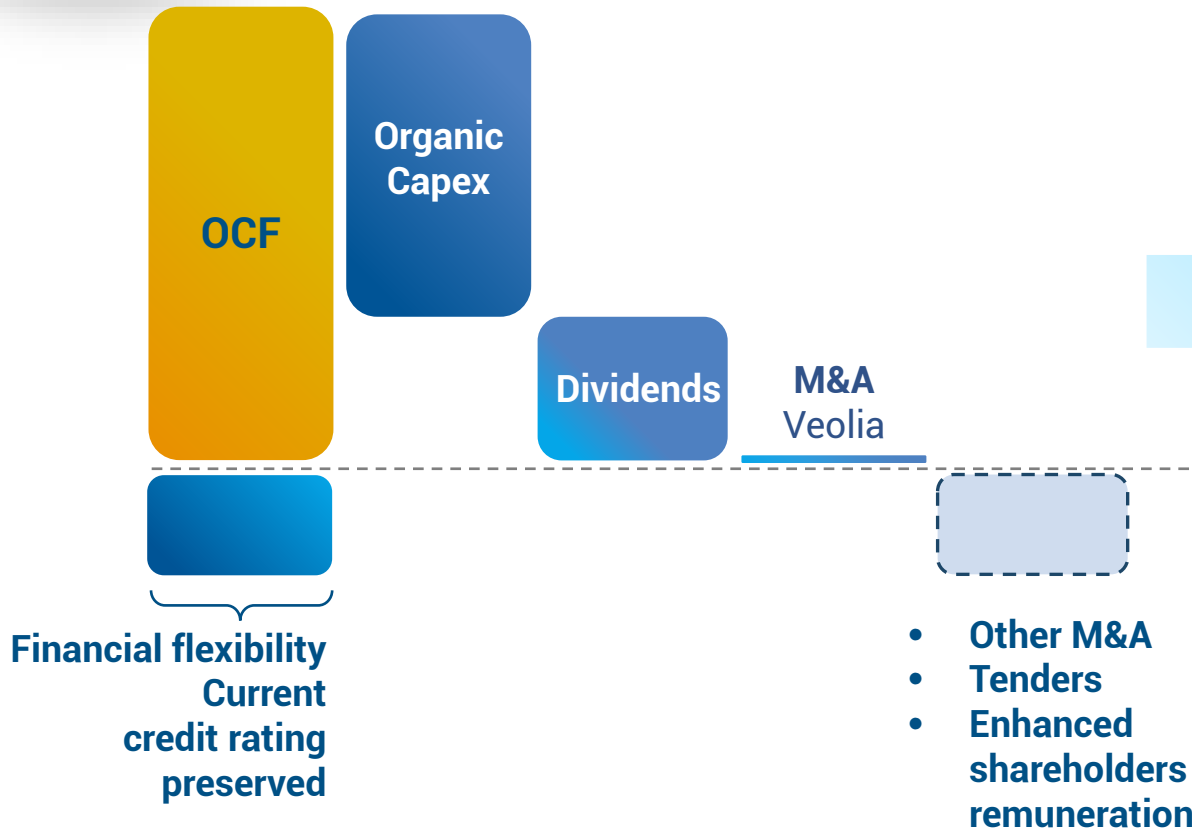 Organic
Capex
OCF
Dividends
M&A
Veolia
Financial flexibility
Current
credit rating
preserved
• Other M&A
• Tenders
• Enhanced
shareholders
remuneration